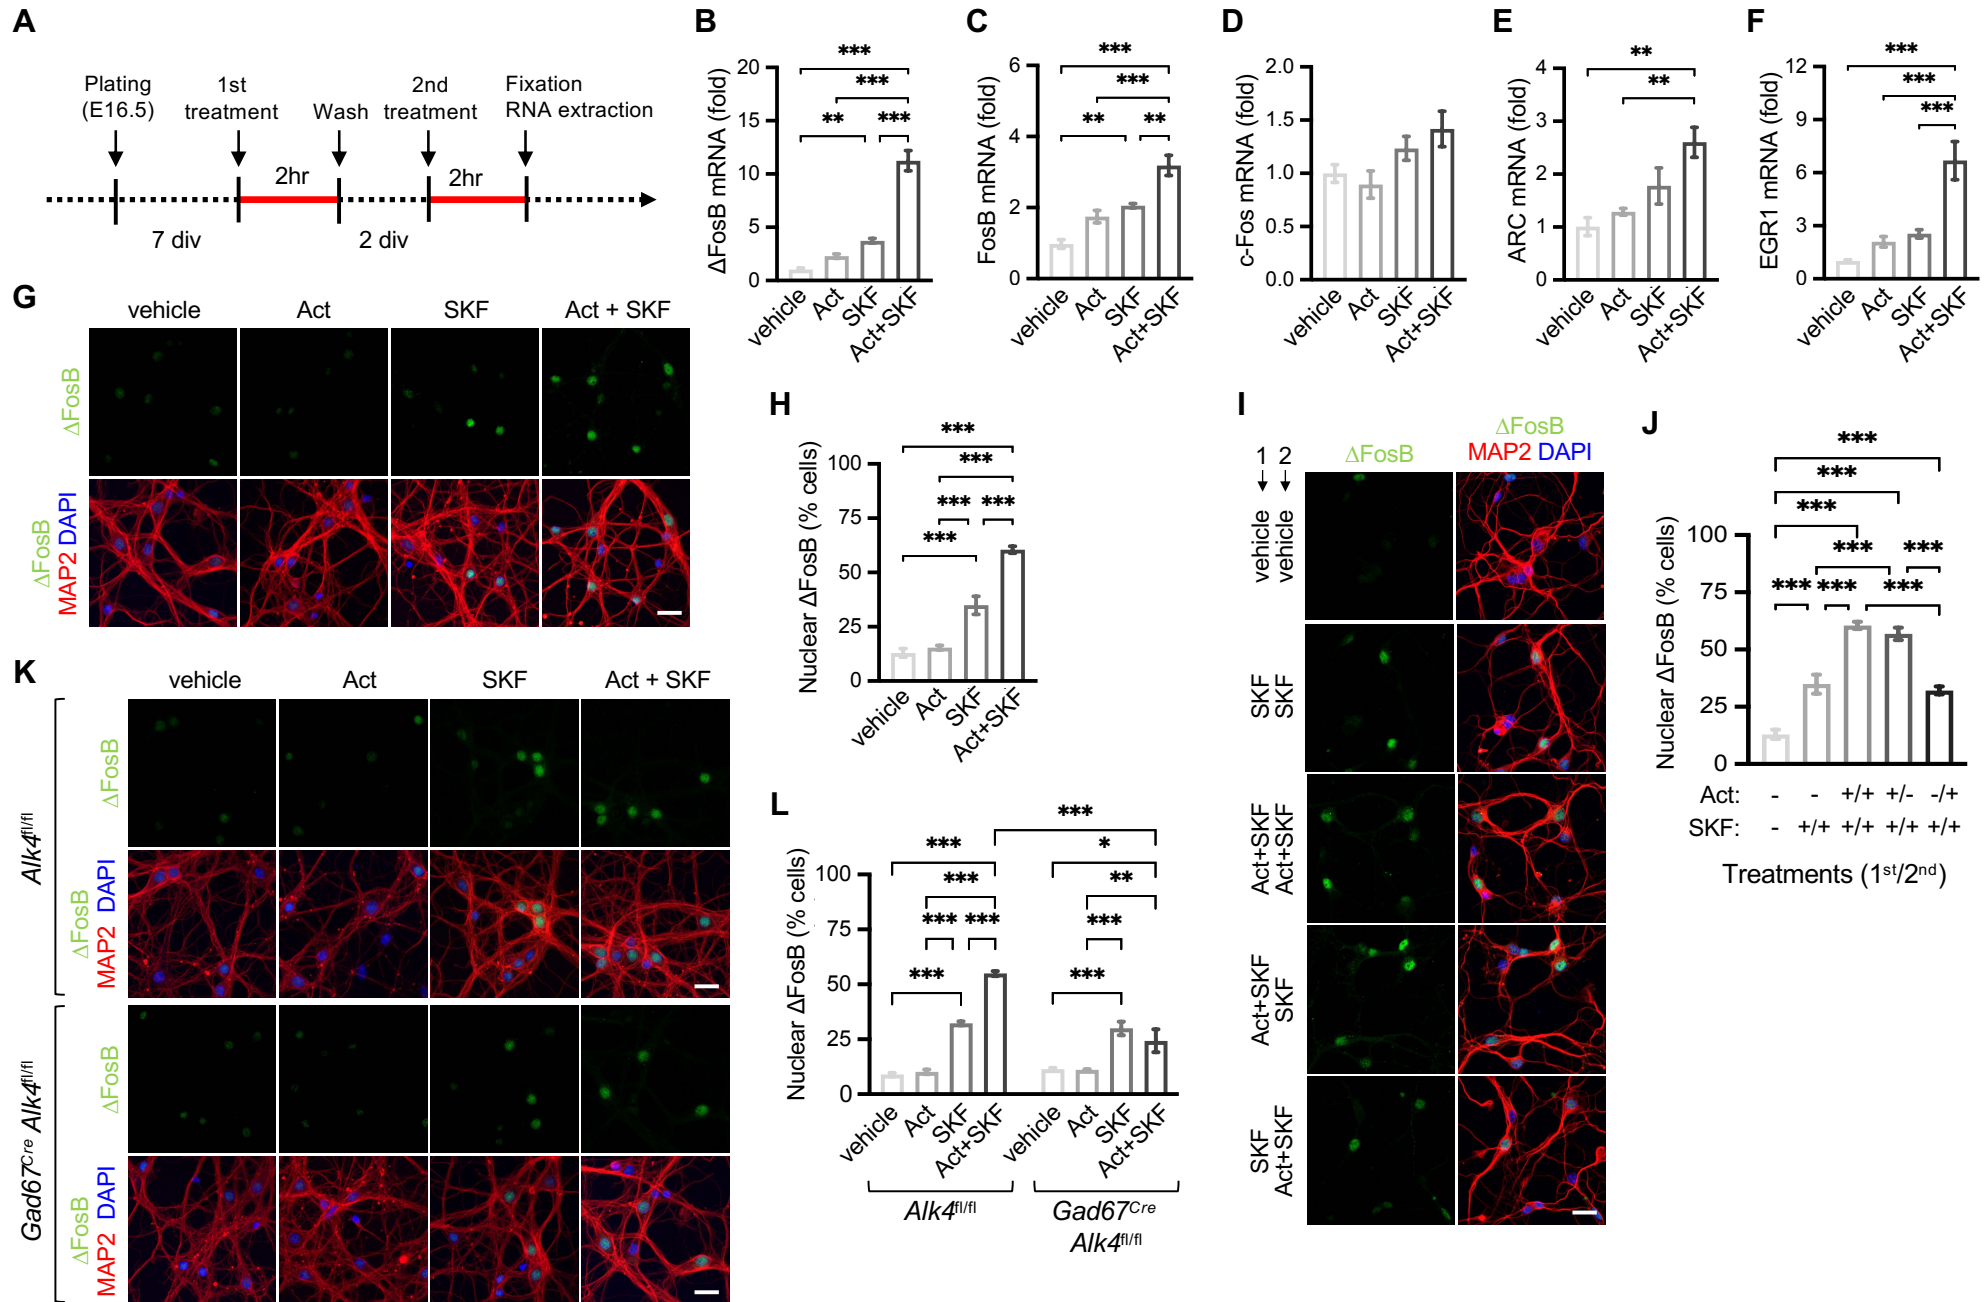 A
Plating
(E16.5)
1st
treatment
Wash
2nd
treatment
Fixation
RNA extraction
2hr
2hr
7 div
2 div
B
ΔFosB mRNA (fold)
20
15
10
5
0
***
***
**
***
vehicle
Act
SKF
Act+SKF
C
FosB mRNA (fold)
6
4
2
0
***
***
**
**
vehicle
Act
SKF
Act+SKF
D
c-Fos mRNA (fold)
2.0
1.5
1.0
0.5
0.0
vehicle
Act
SKF
Act+SKF
E
ARC mRNA (fold)
4
3
2
1
0
**
**
vehicle
Act
SKF
Act+SKF
F
EGR1 mRNA (fold)
12
9
6
3
0
***
***
***
vehicle
Act
SKF
Act+SKF
G
vehicle
Act
SKF
Act + SKF
ΔFosB
ΔFosB
MAP2 DAPI
H
Nuclear ΔFosB (% cells)
100
75
50
25
0
***
***
***
***
***
vehicle
Act
SKF
Act+SKF
I
1 2
ΔFosB
ΔFosB
MAP2 DAPI
vehicle
vehicle
SKF
SKF
Act+SKF
Act+SKF
Act+SKF
SKF
SKF
Act+SKF
J
Nuclear ΔFosB (% cells)
100
75
50
25
0
***
***
***
***
***
***
***
***
Act: - - +/+ +/- -/+
SKF: - +/+ +/+ +/+ +/+
Treatments (1st/2nd)
K
vehicle
Act
SKF
Act + SKF
Alk4fl/fl
ΔFosB
ΔFosB
MAP2 DAPI
Gad67Cre Alk4fl/fl
ΔFosB
ΔFosB
MAP2 DAPI
L
Nuclear ΔFosB (% cells)
100
75
50
25
0
***
***
*
***
**
***
***
***
***
***
vehicle
Act
SKF
Act+SKF
vehicle
Act
SKF
Act+SKF
Alk4fl/fl
Gad67Cre
Alk4fl/fl